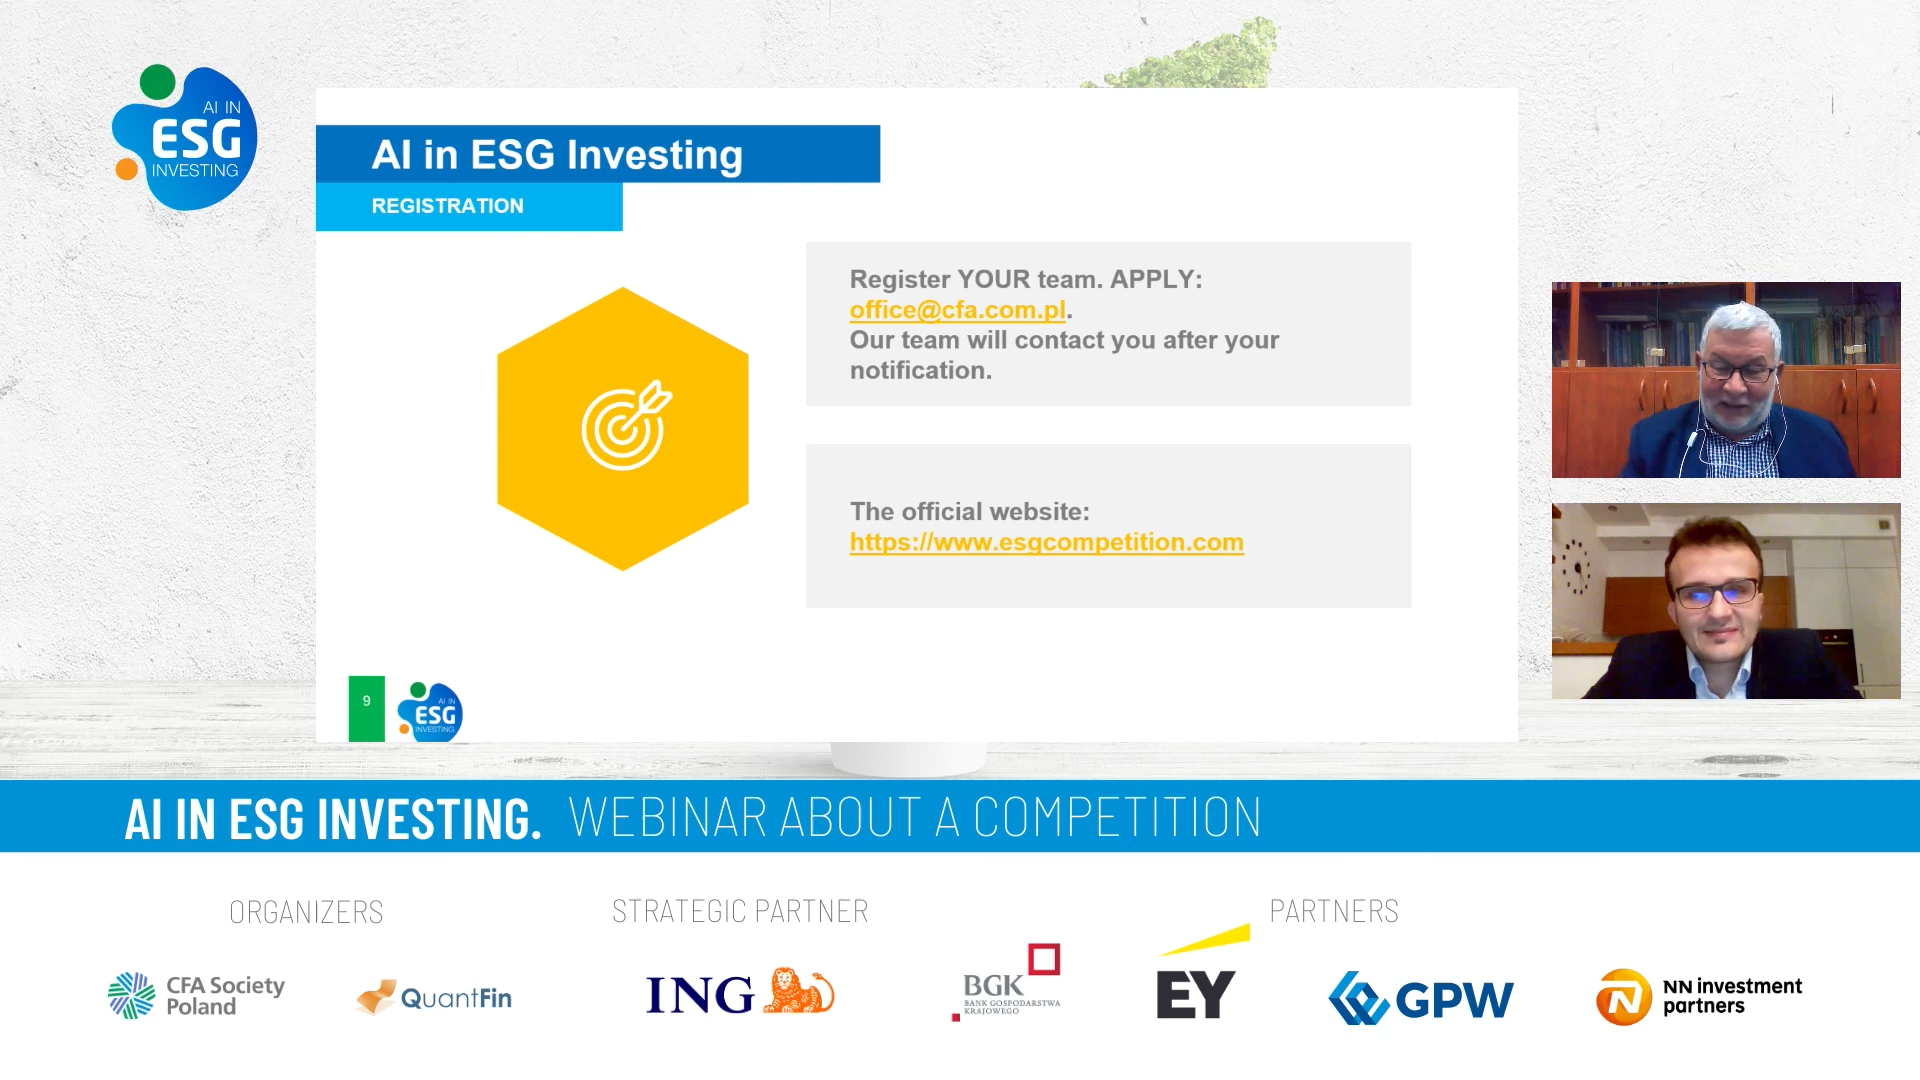 AI IN
ESG
INVESTING
AI in ESG Investing
REGISTRATION
Register YOUR team. APPLY:
office@cfa.com.pl.
Our team will contact you after your
notification.
The official website:
https://www.esgcompetition.com
9
AI IN
ESG
INVESTING
AI IN ESG INVESTING. WEBINAR ABOUT A COMPETITION
ORGANIZERS
STRATEGIC PARTNER
PARTNERS
CFA Society
Poland
QuantFin
ING
BGK
BANK GOSPODARSTWA
KRAJOWEGO
EY
GPW
NN investment
partners